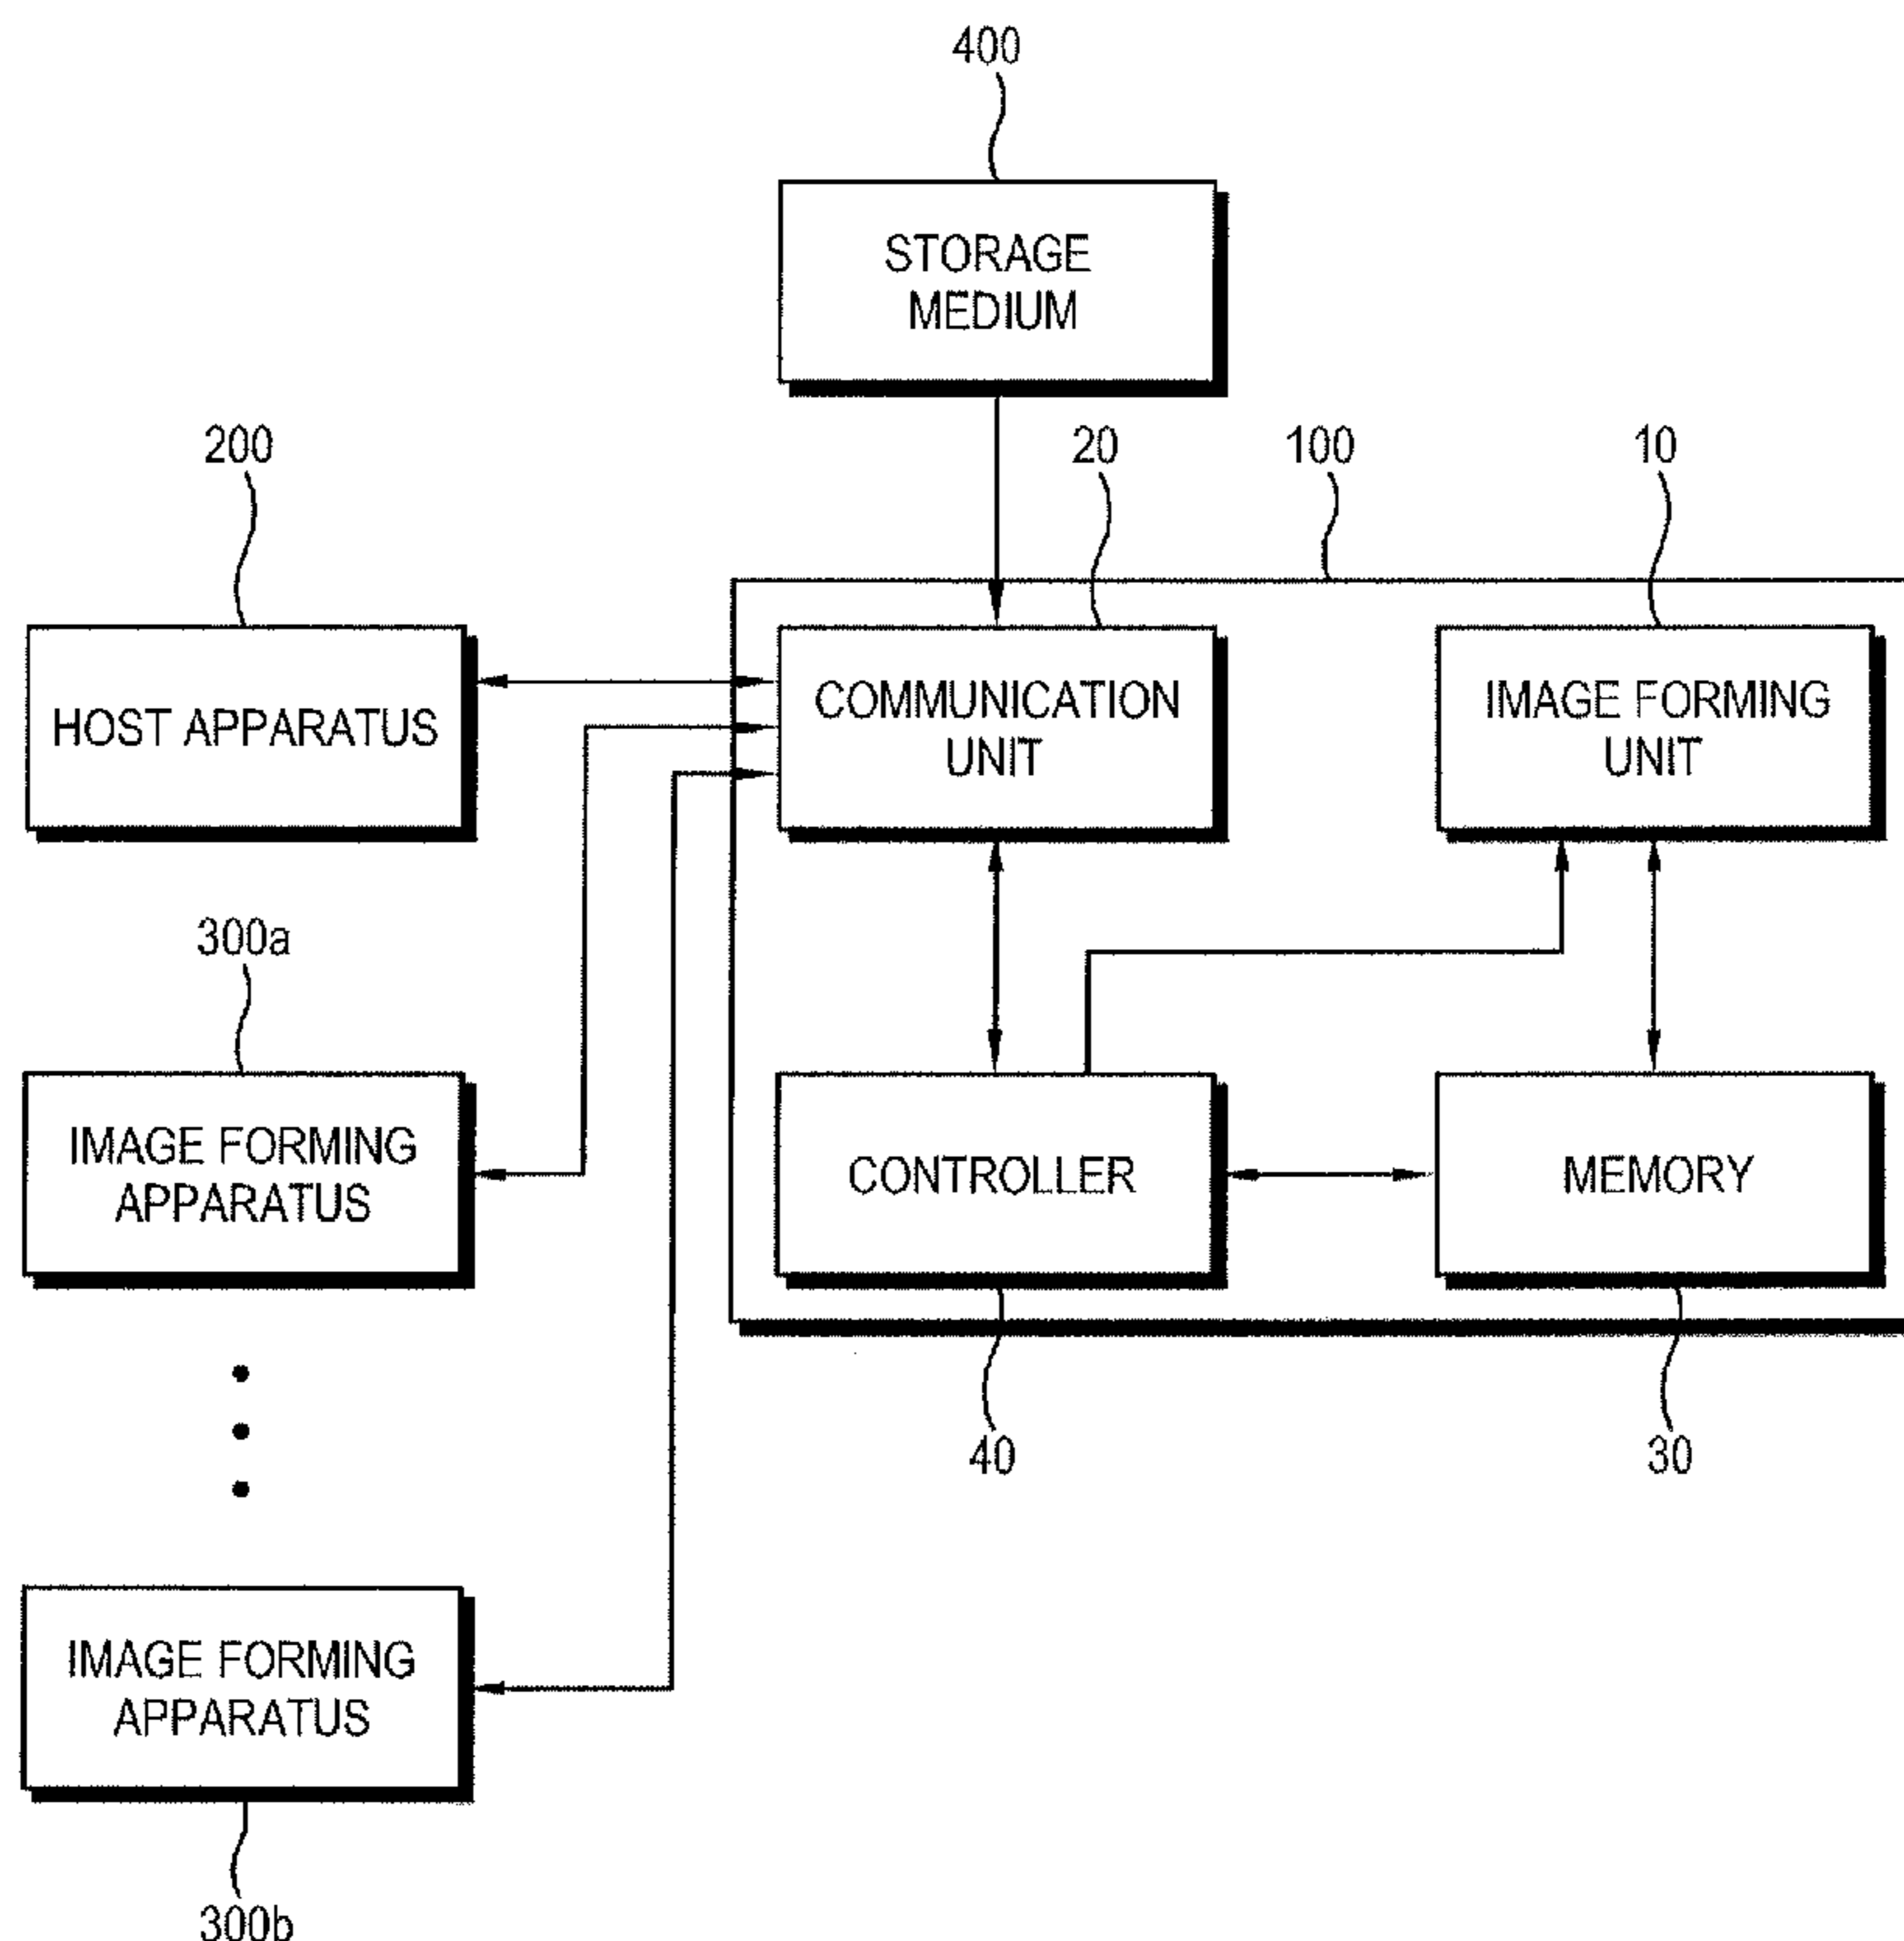 400
STORAGE
MEDIUM
200
20
100
10
HOST APPARATUS
COMMUNICATION
UNIT
IMAGE FORMING
UNIT
300a
IMAGE FORMING
APPARATUS
CONTROLLER
MEMORY
40
30
IMAGE FORMING
APPARATUS
300b